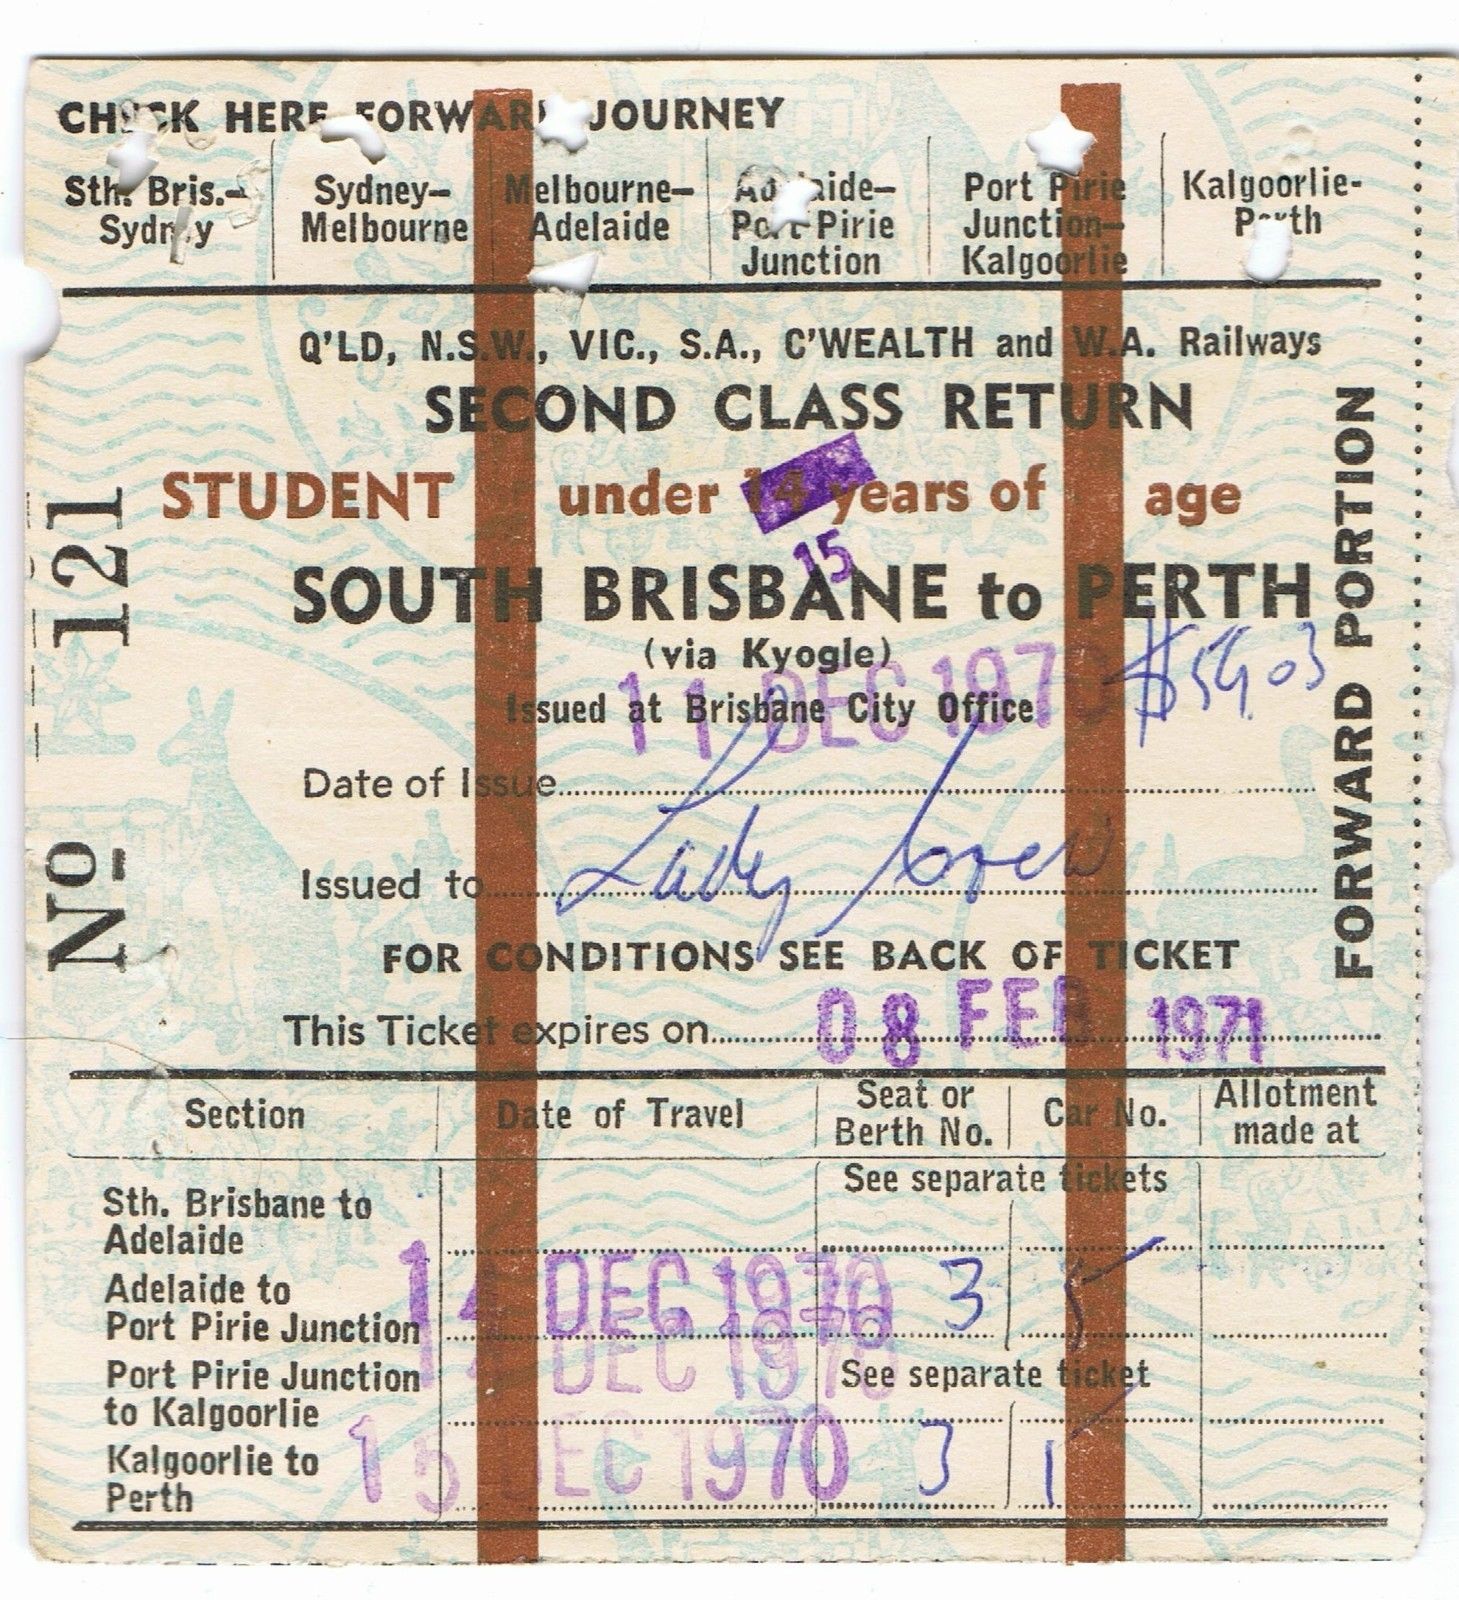 CHECK HERE FORWARD JOURNEY
Sth. Bris.– Sydney
Sydney– Melbourne
Melbourne– Adelaide
Adelaide– Port Pirie Junction
Port Pirie Junction– Kalgoorlie
Kalgoorlie- Perth
Q'LD, N.S.W., VIC., S.A., C'WEALTH and W.A. Railways
SECOND CLASS RETURN
STUDENT under 14 years of age
15
SOUTH BRISBANE to PERTH
(via Kyogle)
$59.03
11 DEC 1970
Issued at Brisbane City Office
Date of Issue
Issued to Lady
FOR CONDITIONS SEE BACK OF TICKET
This Ticket expires on 08 FEB 1971
No 121
FORWARD PORTION
Section
Date of Travel
Seat or Berth No.
Car No.
Allotment made at
Sth. Brisbane to Adelaide
See separate tickets
Adelaide to Port Pirie Junction
14 DEC 1970
3
5
Port Pirie Junction to Kalgoorlie
14 DEC 1970
See separate ticket
Kalgoorlie to Perth
15 DEC 1970
3
1